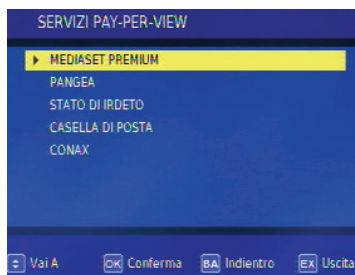 SERVIZI PAY-PER-VIEW
MEDIASET PREMIUM
PANGEA
STATO DI IRDETO
CASELLA DI POSTA
CONAX
Vai A OK Conferma BA Indientro EX Uscita